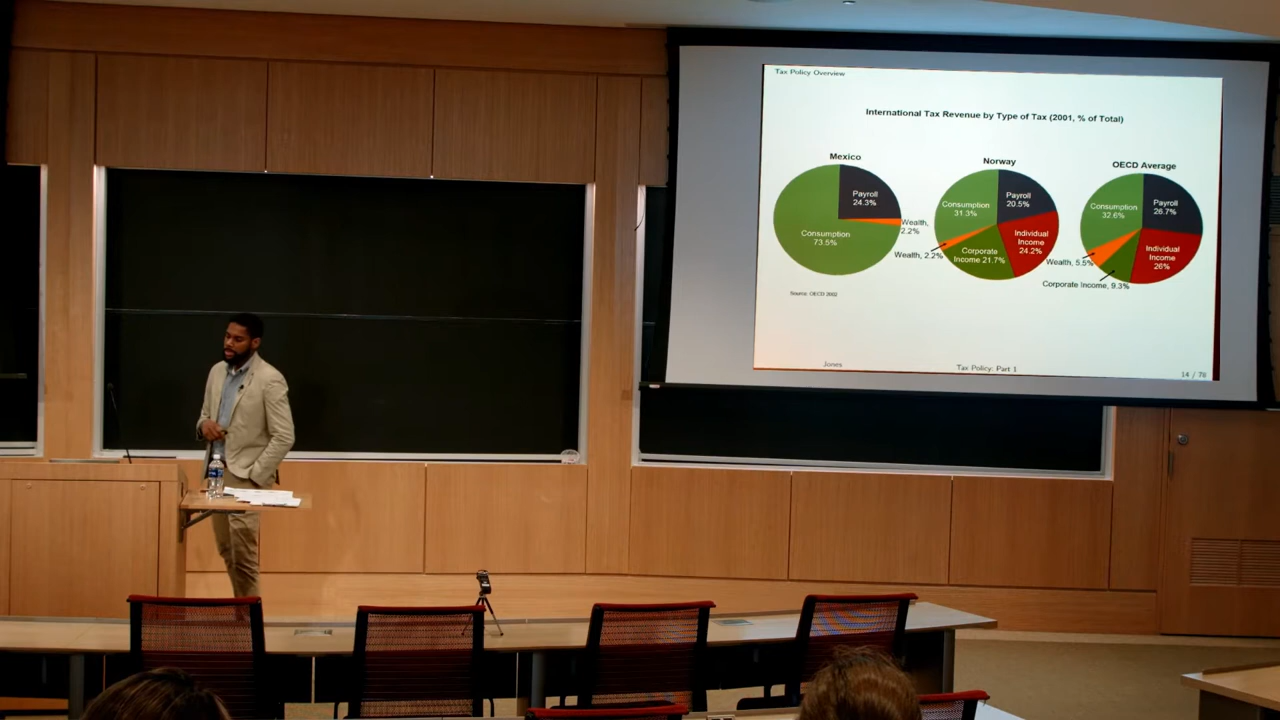 Tax Policy Overview
International Tax Revenue by Type of Tax (2001, % of Total)
Mexico
Payroll
24.3%
Wealth,
2.2%
Consumption
73.5%
Norway
Payroll
20.5%
Consumption
31.3%
Individual
Income
24.2%
Corporate
Income 21.7%
Wealth, 2.2%
OECD Average
Payroll
26.7%
Consumption
32.6%
Individual
Income
26%
Wealth, 5.5%
Corporate Income, 9.3%
Source: OECD 2002
Jones
Tax Policy: Part 1
14 / 78